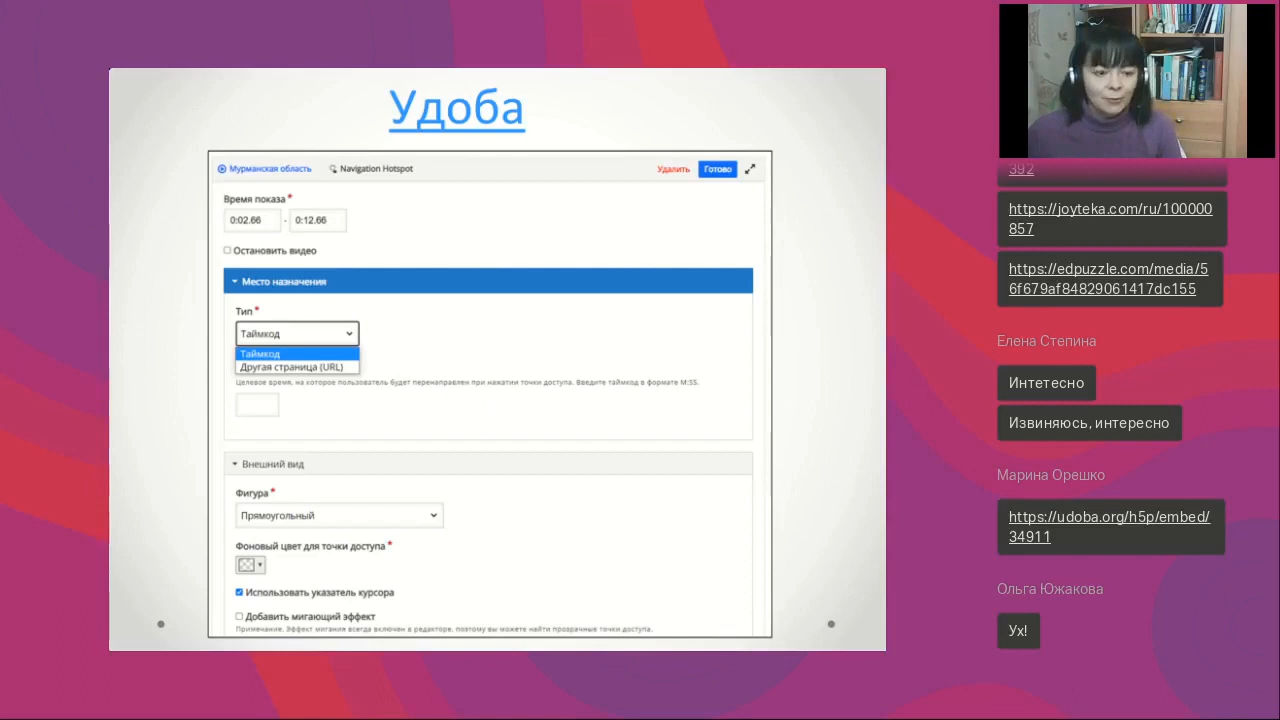 Удоба
Мурманская область
Navigation Hotspot
Удалить
Готово
Время показа *
0:02.66 - 0:12.66
Остановить видео
Место назначения
Тип *
Таймкод
Таймкод
Другая страница (URL)
Целевое время, на которое пользователь будет перенаправлен при нажатии точки доступа. Введите таймкод в формате M:SS.
Внешний вид
Фигура *
Прямоугольный
Фоновый цвет для точки доступа *
Использовать указатель курсора
Добавить мигающий эффект
Примечание. Эффект мигания всегда включен в редакторе, поэтому вы можете найти прозрачные точки доступа.
392
https://joyteka.com/ru/100000
857
https://edpuzzle.com/media/5
6f679af84829061417dc155
Елена Степина
Интетесно
Извиняюсь, интересно
Марина Орешко
https://udoba.org/h5p/embed/
34911
Ольга Южакова
Ух!